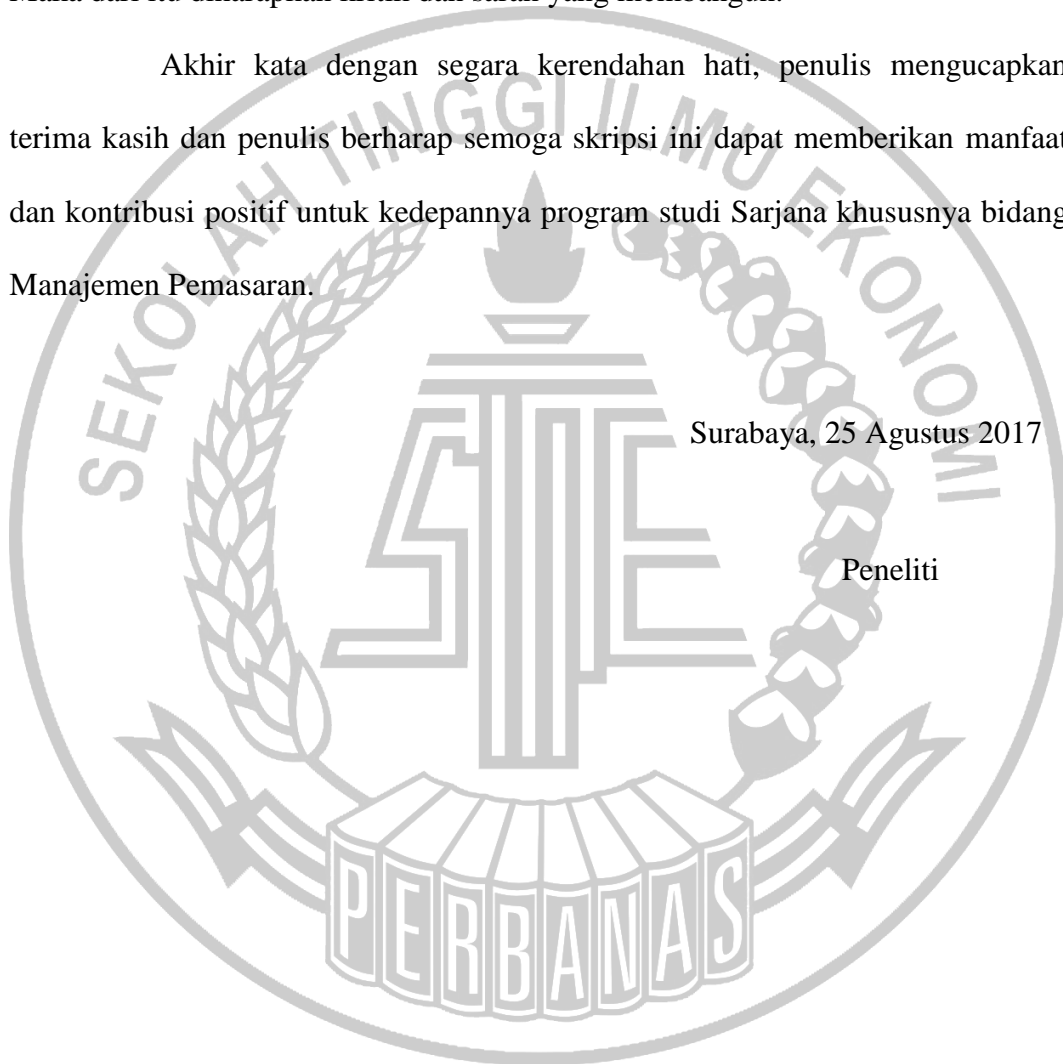 Akhir kata dengan segara kerendahan hati, penulis mengucapkan
terima kasih dan penulis berharap semoga skripsi ini dapat memberikan manfaat
dan kontribusi positif untuk kedepannya program studi Sarjana khususnya bidang
Manajemen Pemasaran.
Surabaya, 25 Agustus 2017
Peneliti
SEKOLAH TINGGI ILMU EKONOMI
STIE
PERBANAS